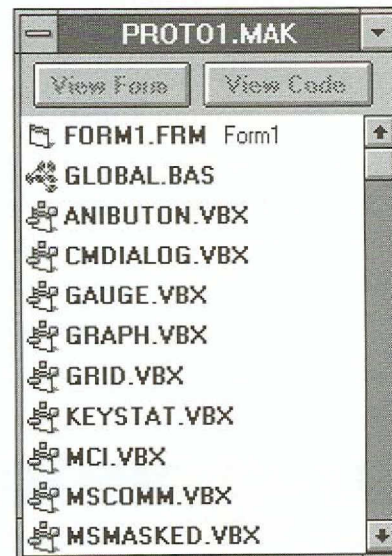 PROTO1.MAK
View Form View Code
FORM1.FRM Form1
GLOBAL.BAS
ANIBUTON.VBX
CMDIALOG.VBX
GAUGE.VBX
GRAPH.VBX
GRID.VBX
KEYSTAT.VBX
MCI.VBX
MSCOMM.VBX
MSMASKED.VBX